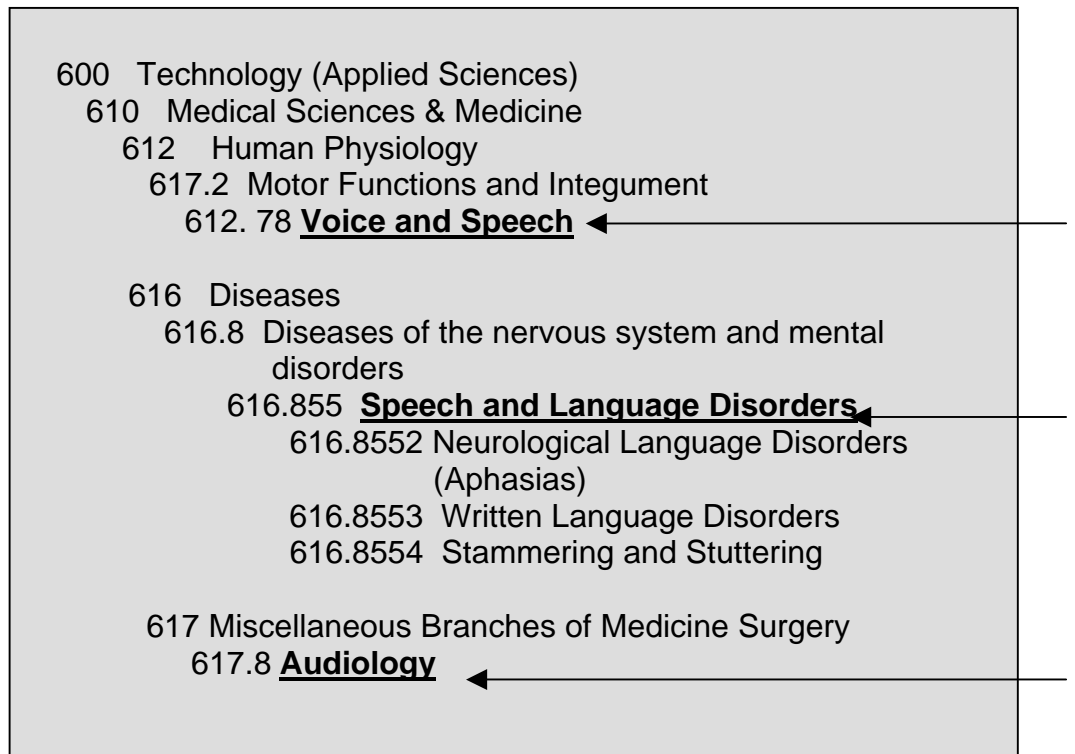 600 Technology (Applied Sciences)
610 Medical Sciences & Medicine
612 Human Physiology
617.2 Motor Functions and Integument
612. 78 Voice and Speech
616 Diseases
616.8 Diseases of the nervous system and mental
disorders
616.855 Speech and Language Disorders
616.8552 Neurological Language Disorders
(Aphasias)
616.8553 Written Language Disorders
616.8554 Stammering and Stuttering
617 Miscellaneous Branches of Medicine Surgery
617.8 Audiology